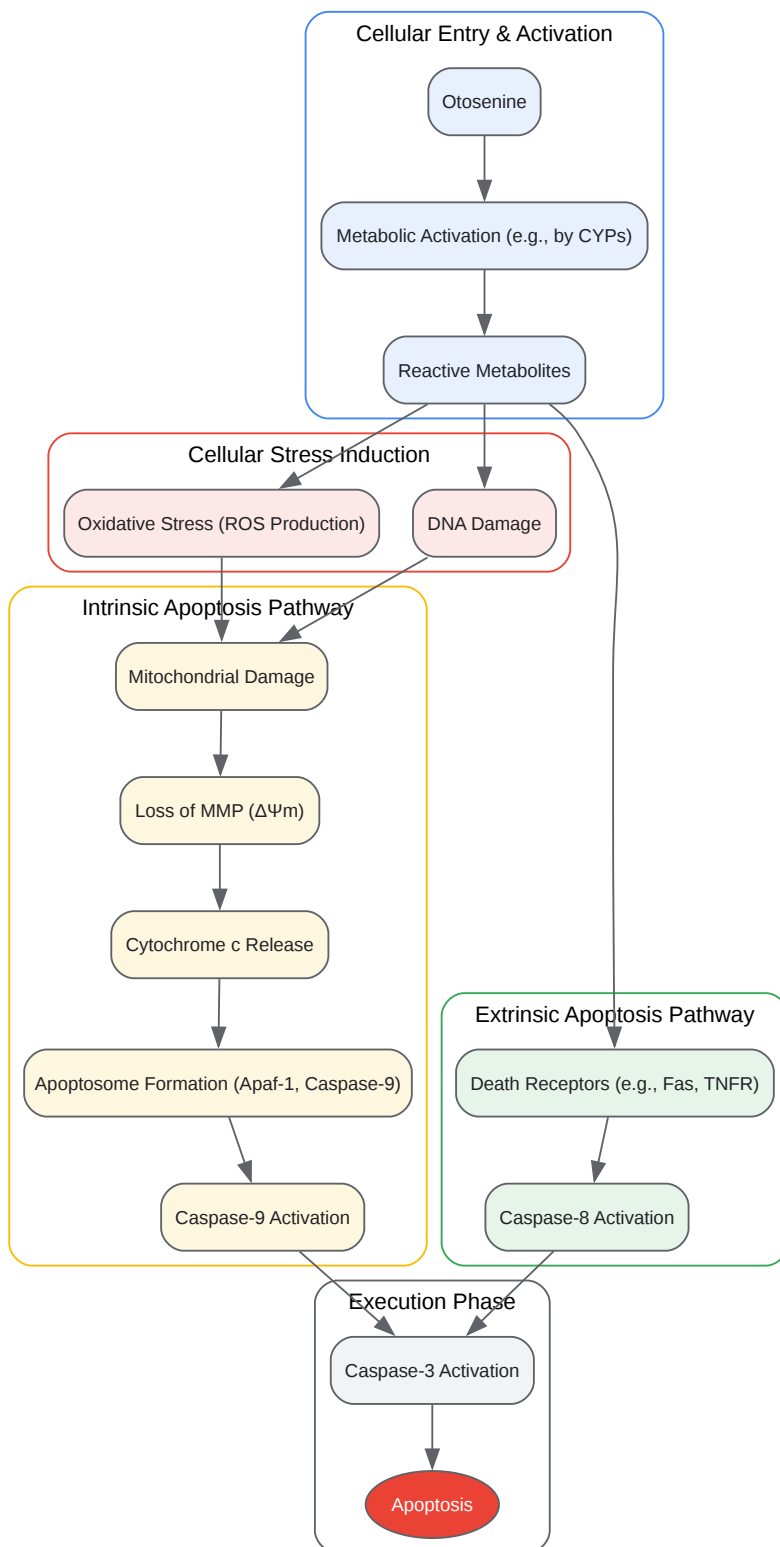 Cellular Entry & Activation
Otosenine
Metabolic Activation (e.g., by CYPs)
Reactive Metabolites
Cellular Stress Induction
Oxidative Stress (ROS Production)
DNA Damage
Intrinsic Apoptosis Pathway
Mitochondrial Damage
Loss of MMP (ΔΨm)
Cytochrome c Release
Apoptosome Formation (Apaf-1, Caspase-9)
Caspase-9 Activation
Extrinsic Apoptosis Pathway
Death Receptors (e.g., Fas, TNFR)
Caspase-8 Activation
Execution Phase
Caspase-3 Activation
Apoptosis